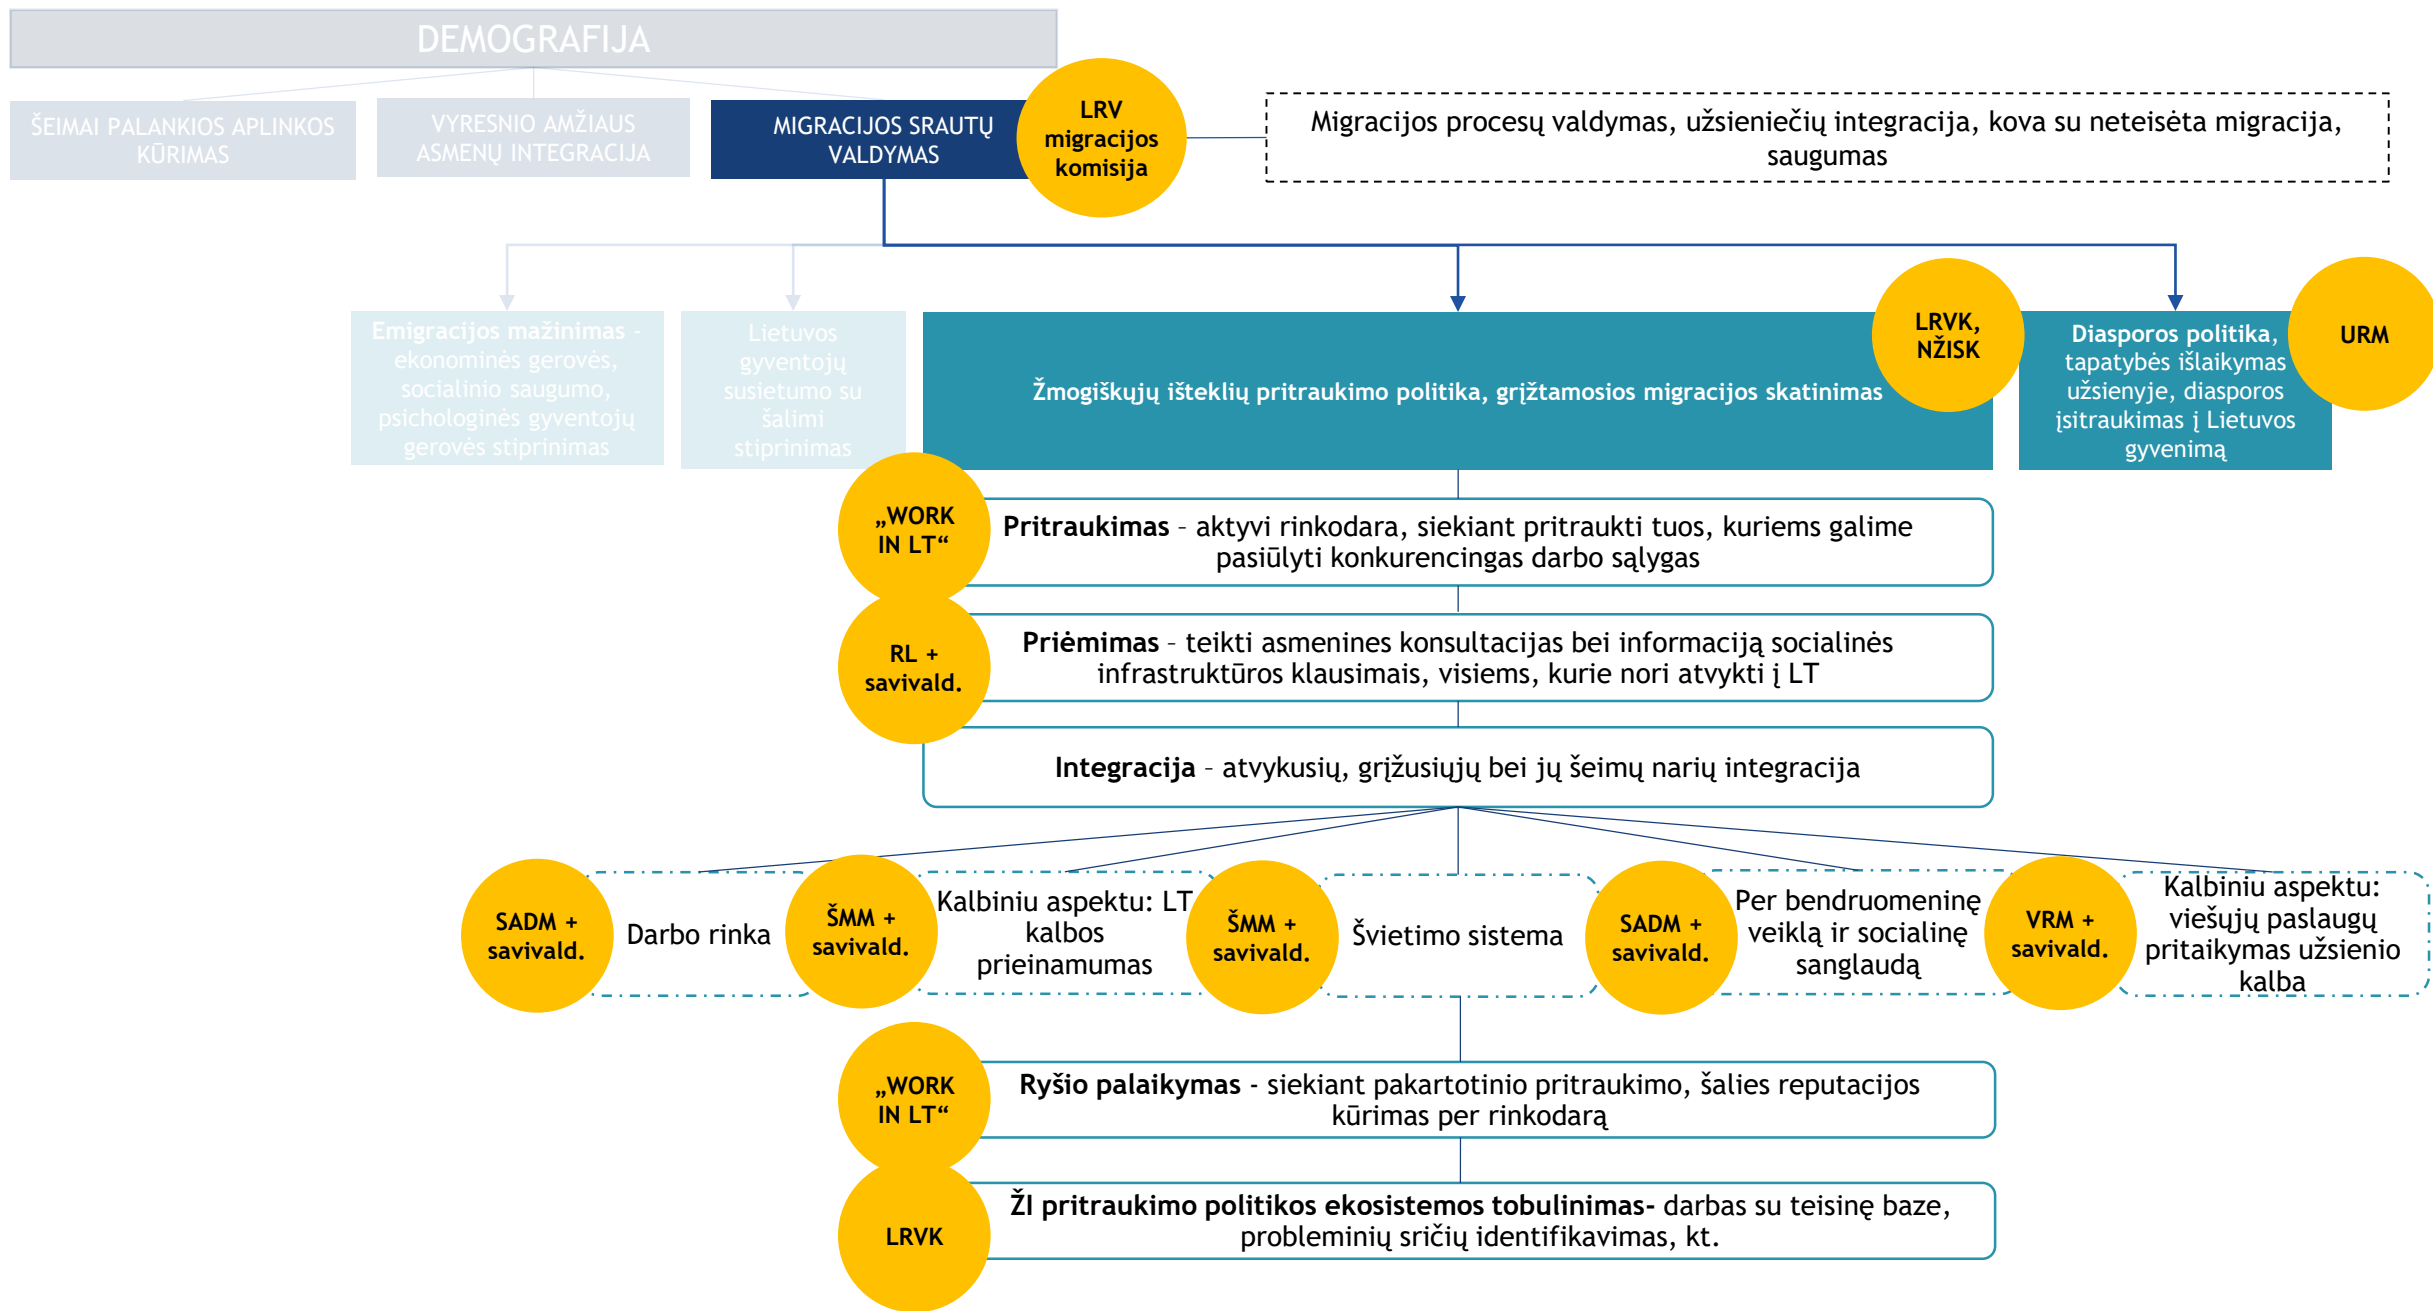 DEMOGRAFIJA
ŠEIMAI PALANKIOS APLINKOS
KŪRIMAS
VYRESNIO AMŽIAUS
ASMENŲ INTEGRACIJA
MIGRACIJOS SRAUTŲ
VALDYMAS
LRV
migracijos
komisija
Migracijos procesų valdymas, užsieniečių integracija, kova su neteisėta migracija,
saugumas
Emigracijos mažinimas -
ekonominės gerovės,
socialinio saugumo,
psichologinės gyventojų
gerovės stiprinimas
Lietuvos
gyventojų
susietumo su
šalimi
stiprinimas
Žmogiškųjų išteklių pritraukimo politika, grįžtamosios migracijos skatinimas
LRVK,
NŽISK
Diasporos politika,
tapatybės išlaikymas
užsienyje, diasporos
įsitraukimas į Lietuvos
gyvenimą
URM
„WORK
IN LT“
Pritraukimas – aktyvi rinkodara, siekiant pritraukti tuos, kuriems galime
pasiūlyti konkurencingas darbo sąlygas
RL +
savivald.
Priėmimas – teikti asmenines konsultacijas bei informaciją socialinės
infrastruktūros klausimais, visiems, kurie nori atvykti į LT
Integracija – atvykusių, grįžusiųjų bei jų šeimų narių integracija
SADM +
savivald.
Darbo rinka
ŠMM +
savivald.
Kalbiniu aspektu: LT
kalbos
prieinamumas
ŠMM +
savivald.
Švietimo sistema
SADM +
savivald.
Per bendruomeninę
veiklą ir socialinę
sanglaudą
VRM +
savivald.
Kalbiniu aspektu:
viešųjų paslaugų
pritaikymas užsienio
kalba
„WORK
IN LT“
Ryšio palaikymas - siekiant pakartotinio pritraukimo, šalies reputacijos
kūrimas per rinkodarą
LRVK
ŽI pritraukimo politikos ekosistemos tobulinimas- darbas su teisinę baze,
probleminių sričių identifikavimas, kt.